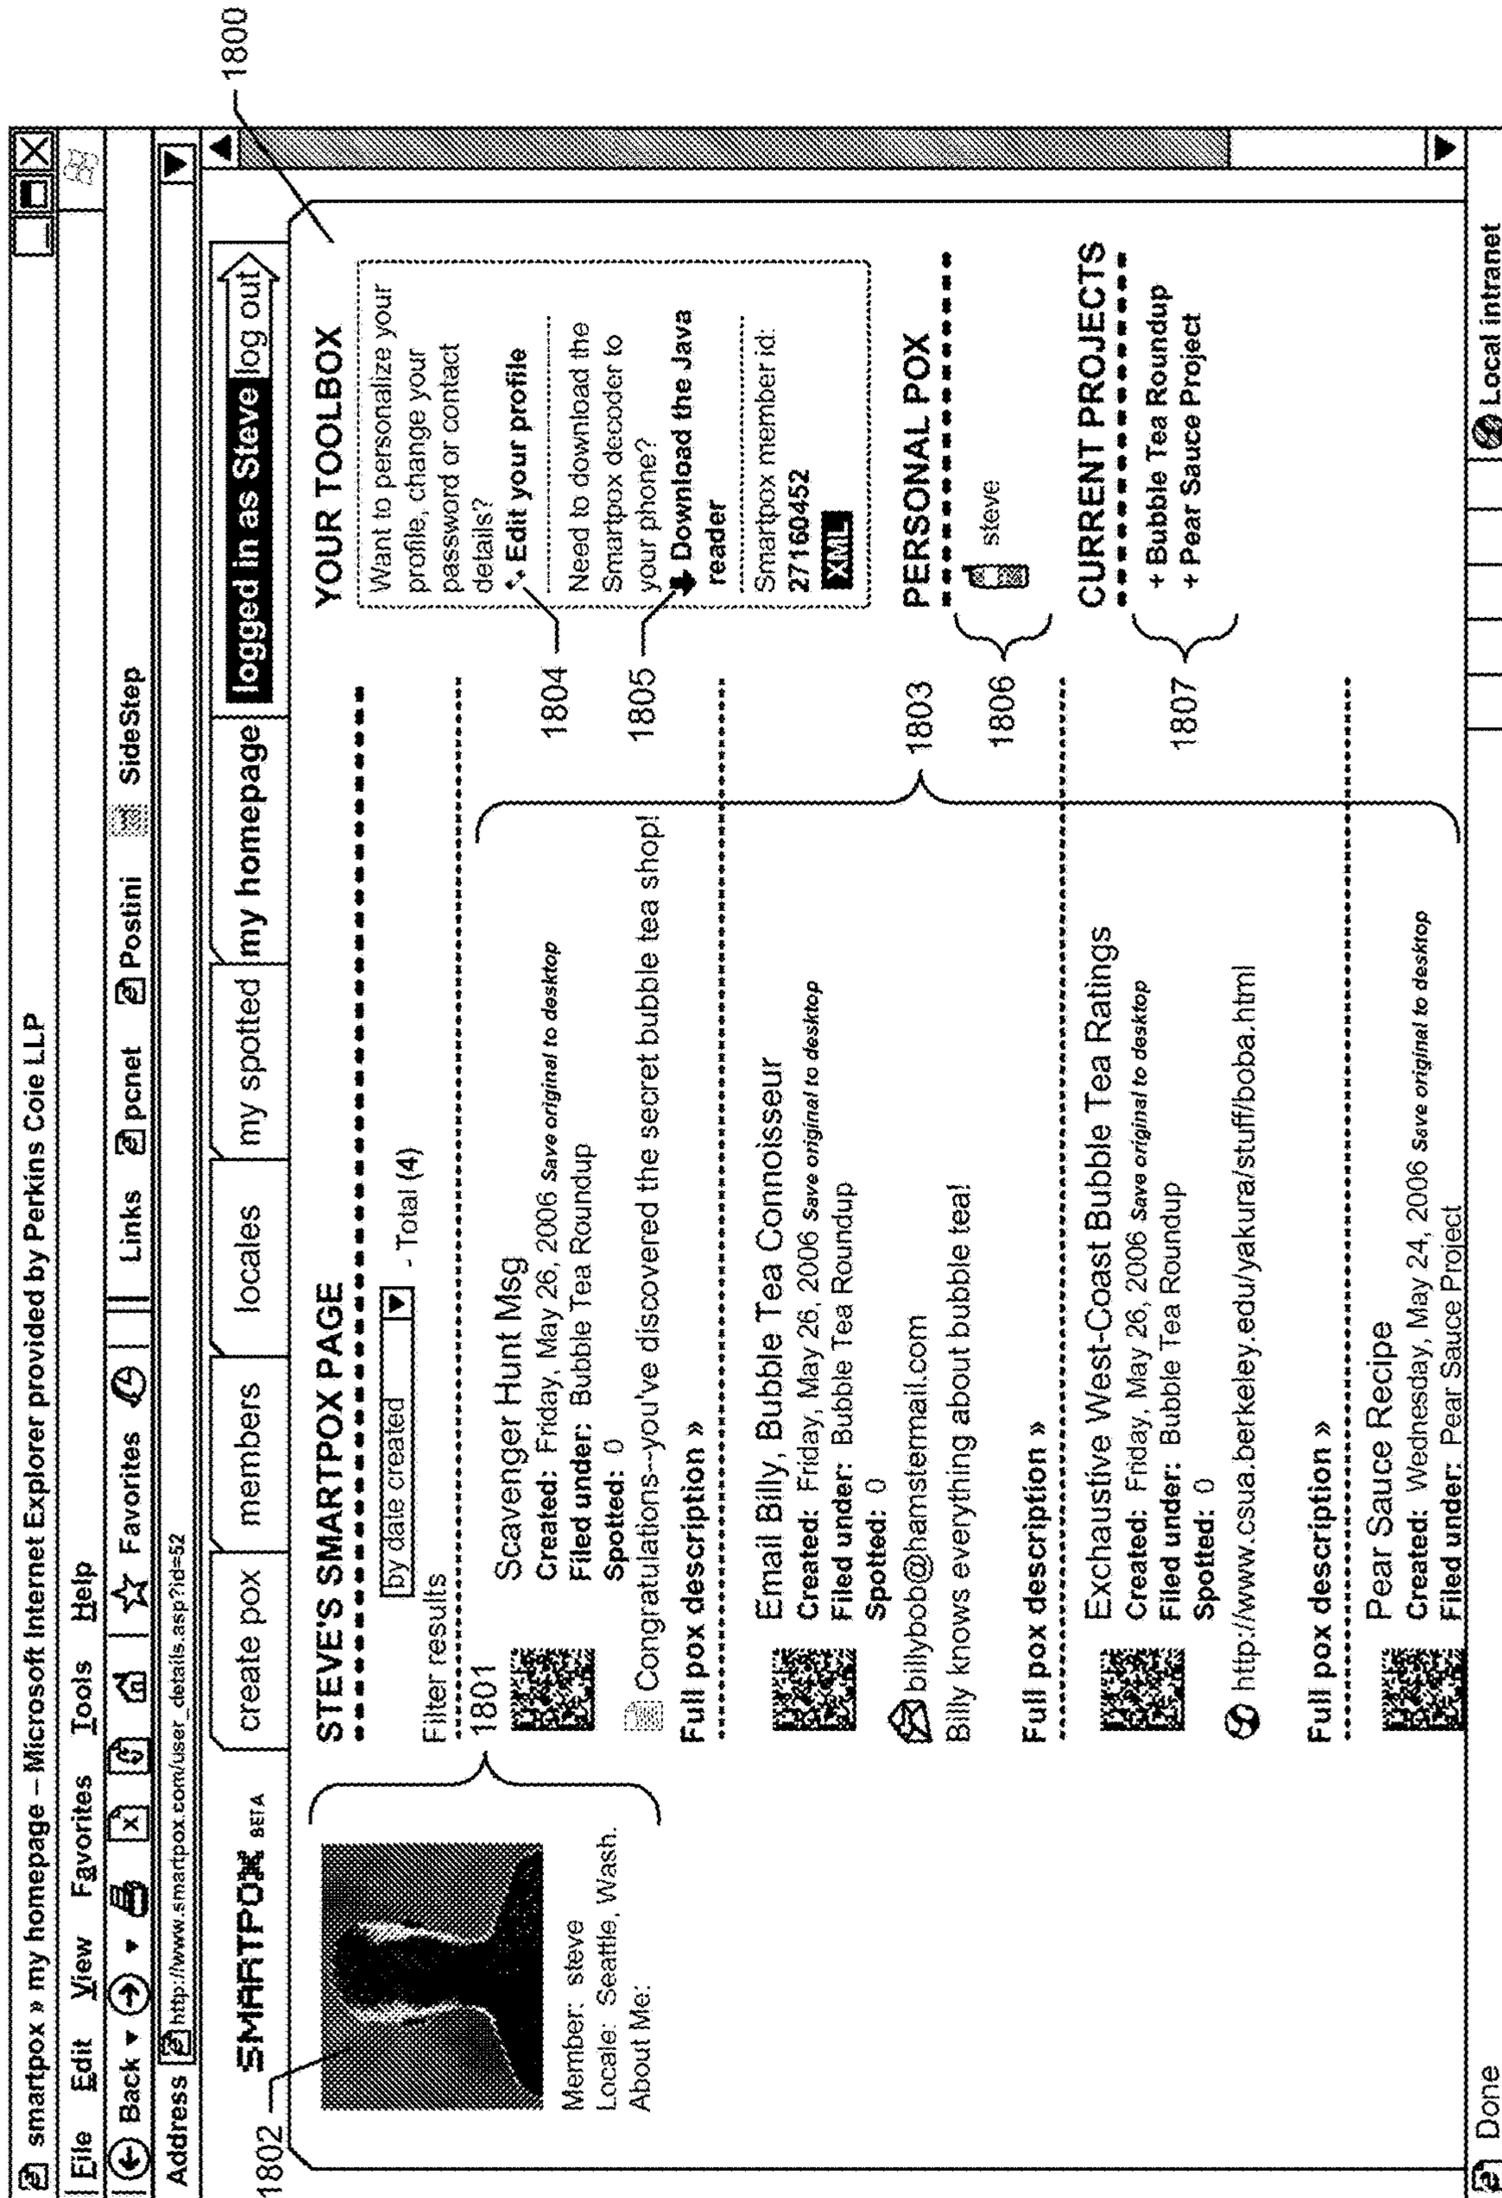 smartpox » my homepage – Microsoft Internet Explorer provided by Perkins Coie LLP
File Edit View Favorites Tools Help
Back Favorites Links pcnet Postini SideStep
Address http://www.smartpox.com/user_details.asp?id=52
1800
SMARTPOX BETA
create pox members locales my spotted my homepage logged in as Steve log out
1802
Member: steve
Locale: Seattle, Wash.
About Me:
1801
STEVE'S SMARTPOX PAGE
by date created - Total (4)
Filter results
Scavenger Hunt Msg
Created: Friday, May 26, 2006 Save original to desktop
Filed under: Bubble Tea Roundup
Spotted: 0
Congratulations--you've discovered the secret bubble tea shop!
Full pox description »
Email Billy, Bubble Tea Connoisseur
Created: Friday, May 26, 2006 Save original to desktop
Filed under: Bubble Tea Roundup
Spotted: 0
billybob@hamstermail.com
Billy knows everything about bubble tea!
Full pox description »
Exchaustive West-Coast Bubble Tea Ratings
Created: Friday, May 26, 2006 Save original to desktop
Filed under: Bubble Tea Roundup
Spotted: 0
http://www.csua.berkeley.edu/yakura/stuff/boba.html
Full pox description »
Pear Sauce Recipe
Created: Wednesday, May 24, 2006 Save original to desktop
Filed under: Pear Sauce Project
1803
YOUR TOOLBOX
Want to personalize your
profile, change your
password or contact
details?
Edit your profile
1804
Need to download the
Smartpox decoder to
your phone?
Download the Java
reader
1805
Smartpox member id:
27160452
XML
PERSONAL POX
steve
1806
CURRENT PROJECTS
+ Bubble Tea Roundup
+ Pear Sauce Project
1807
Done Local intranet